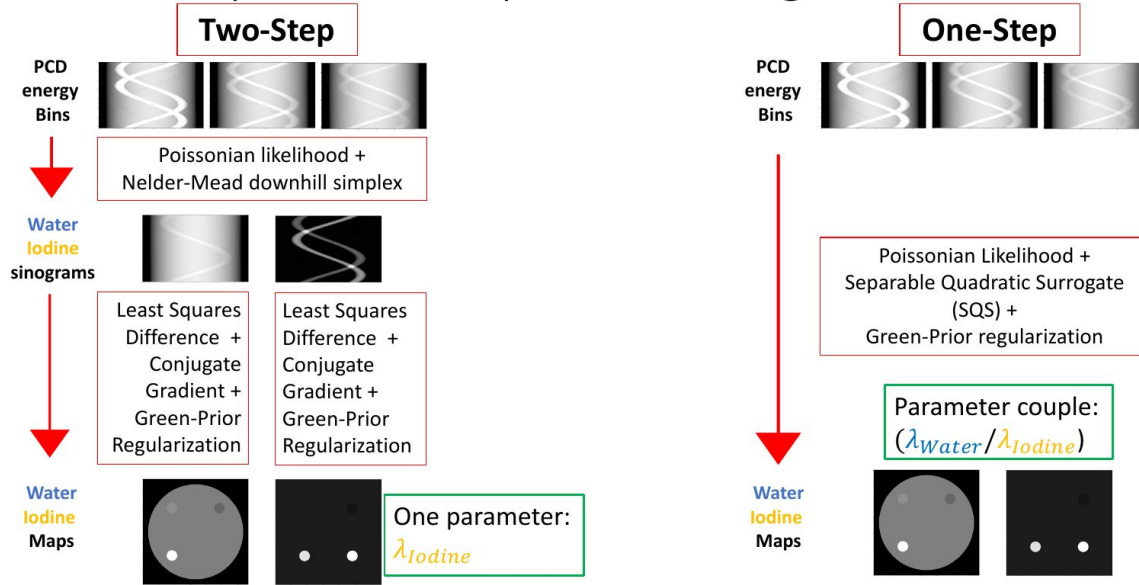 Two-Step
PCD
energy
Bins
Poissonian likelihood +
Nelder-Mead downhill simplex
Water
Iodine
sinograms
Least Squares
Difference +
Conjugate
Gradient +
Green-Prior
Regularization
Least Squares
Difference +
Conjugate
Gradient +
Green-Prior
Regularization
Water
Iodine
Maps
One parameter:
λIodine
One-Step
PCD
energy
Bins
Poissonian Likelihood +
Separable Quadratic Surrogate
(SQS) +
Green-Prior regularization
Parameter couple:
(λWater/λIodine)
Water
Iodine
Maps